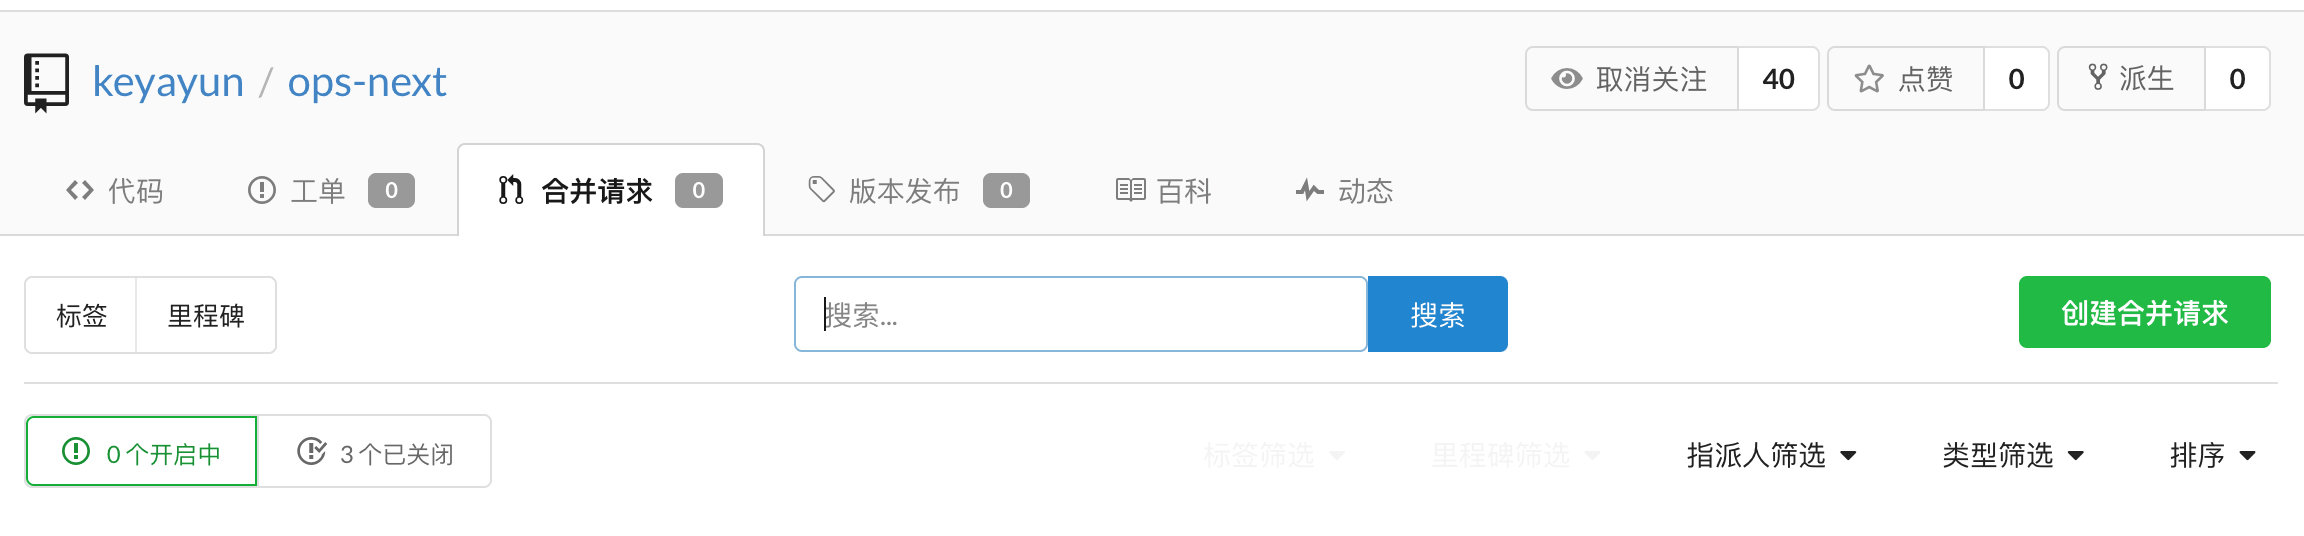 keyayun / ops-next
取消关注 40 点赞 0 派生 0
代码 工单 0 合并请求 0 版本发布 0 百科 动态
标签 里程碑 搜索... 搜索 创建合并请求
0 个开启中 3 个已关闭 标签筛选 里程碑筛选 指派人筛选 类型筛选 排序